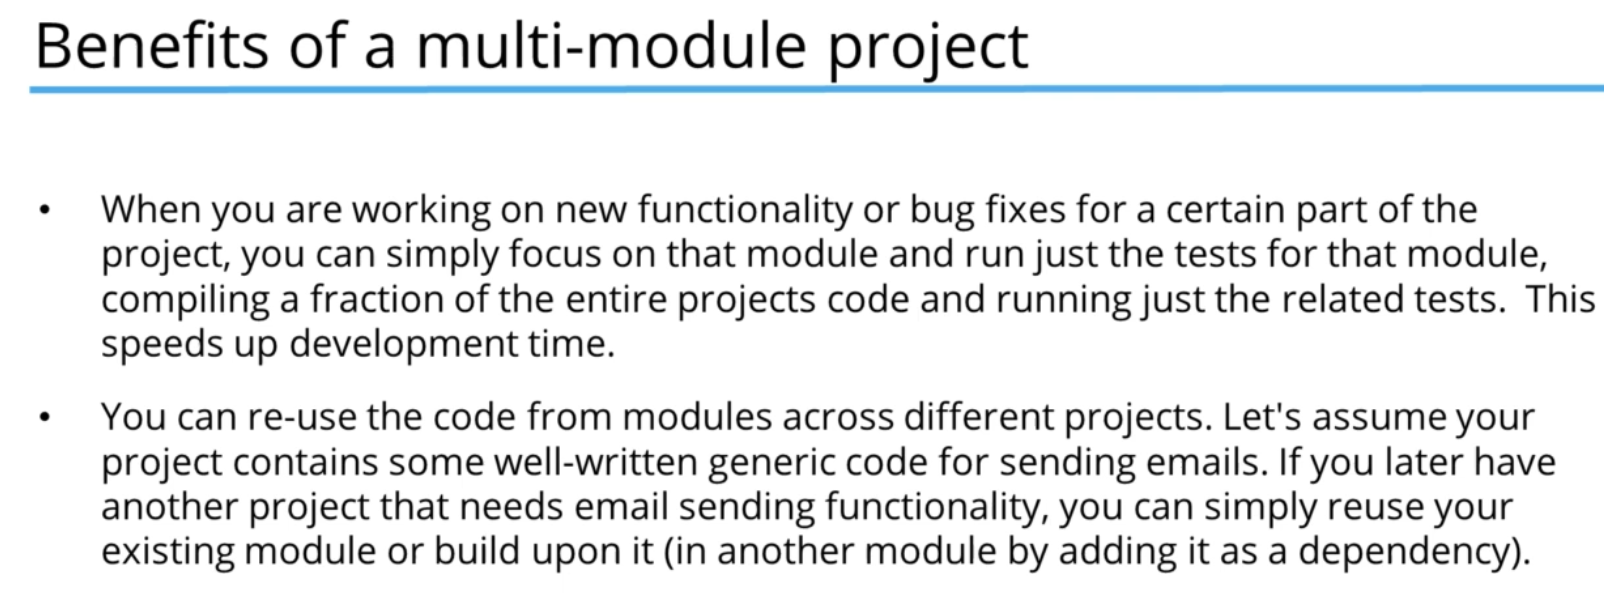 Benefits of a multi-module project
• When you are working on new functionality or bug fixes for a certain part of the
project, you can simply focus on that module and run just the tests for that module,
compiling a fraction of the entire projects code and running just the related tests.  This
speeds up development time.
• You can re-use the code from modules across different projects. Let's assume your
project contains some well-written generic code for sending emails. If you later have
another project that needs email sending functionality, you can simply reuse your
existing module or build upon it (in another module by adding it as a dependency).